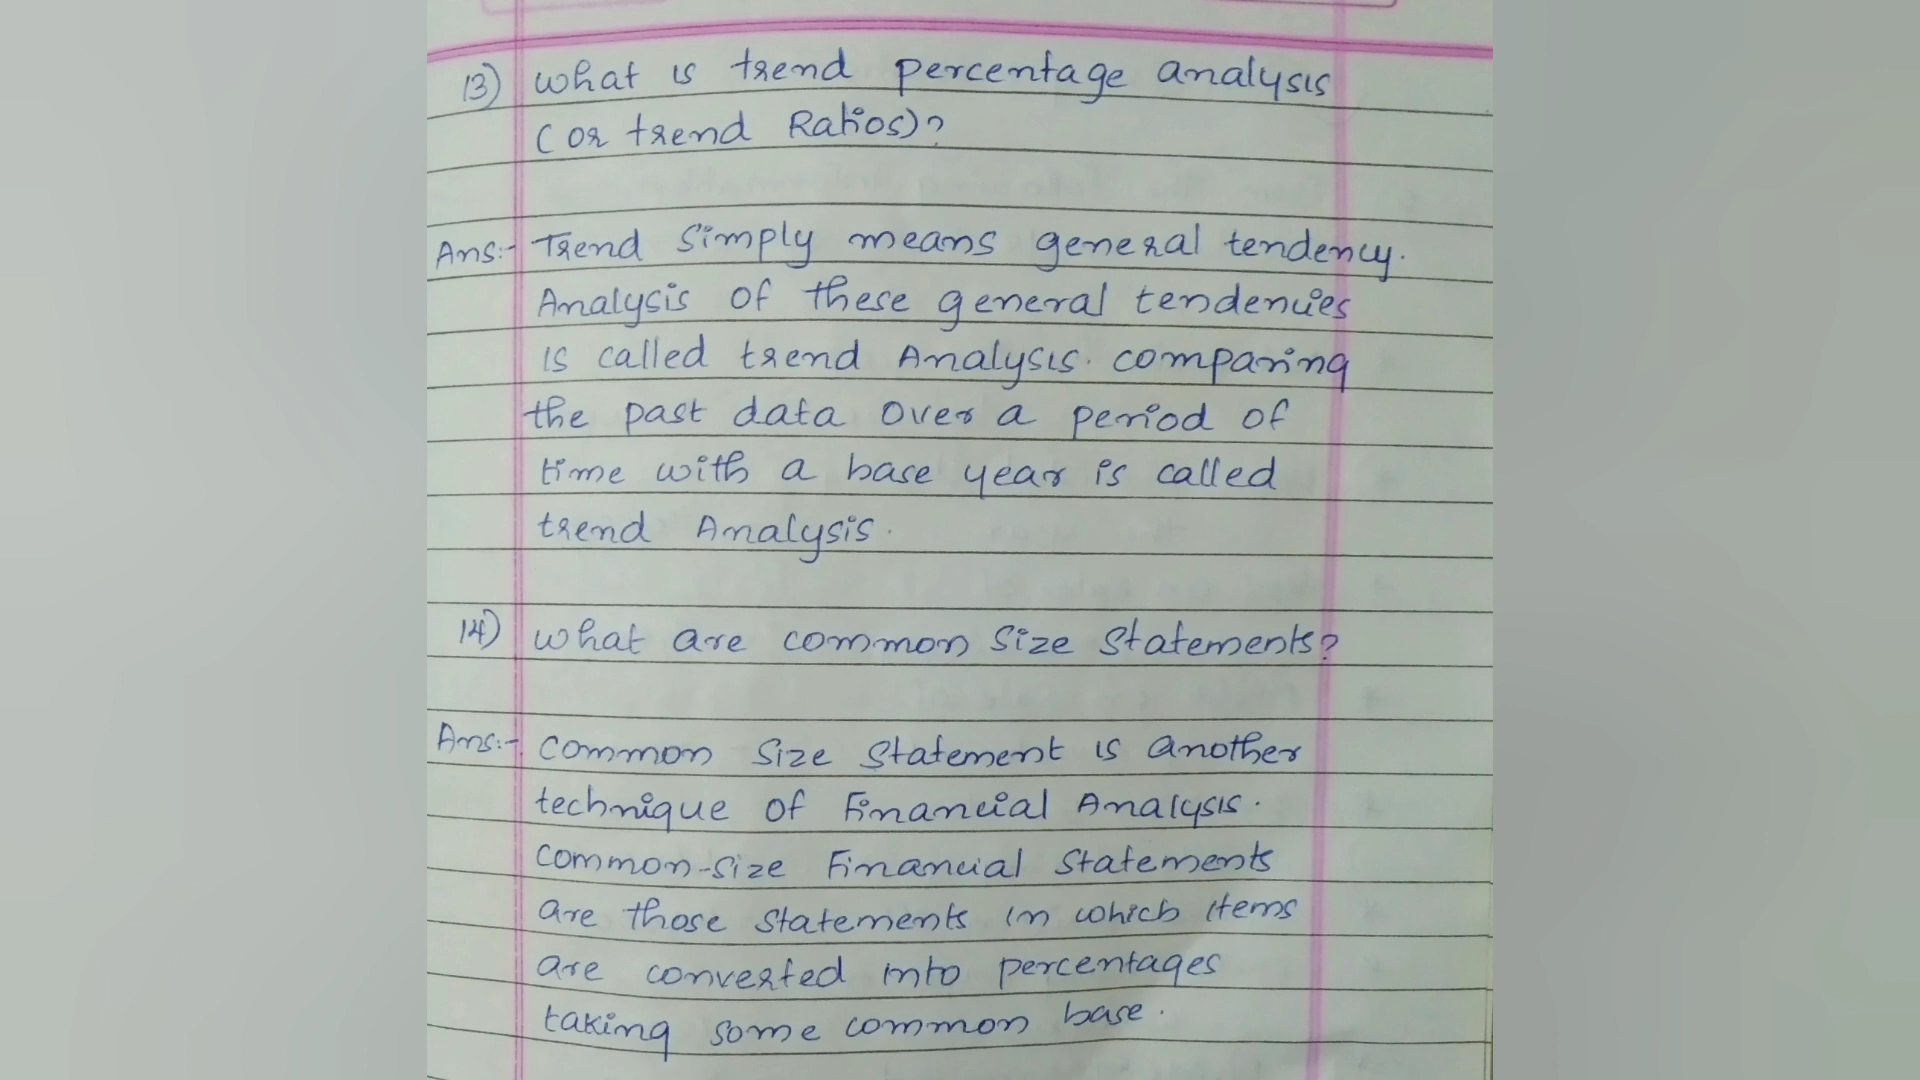 13) What is trend percentage analysis
(or trend Ratios)?
Ans:- Trend simply means general tendency.
Analysis of these general tendencies
is called trend Analysis. comparing
the past data over a period of
time with a base year is called
trend Analysis.
14) What are common size statements?
Ans:- Common size statement is another
technique of Financial Analysis.
Common-size Financial statements
are those statements in which items
are converted into percentages
taking some common base.